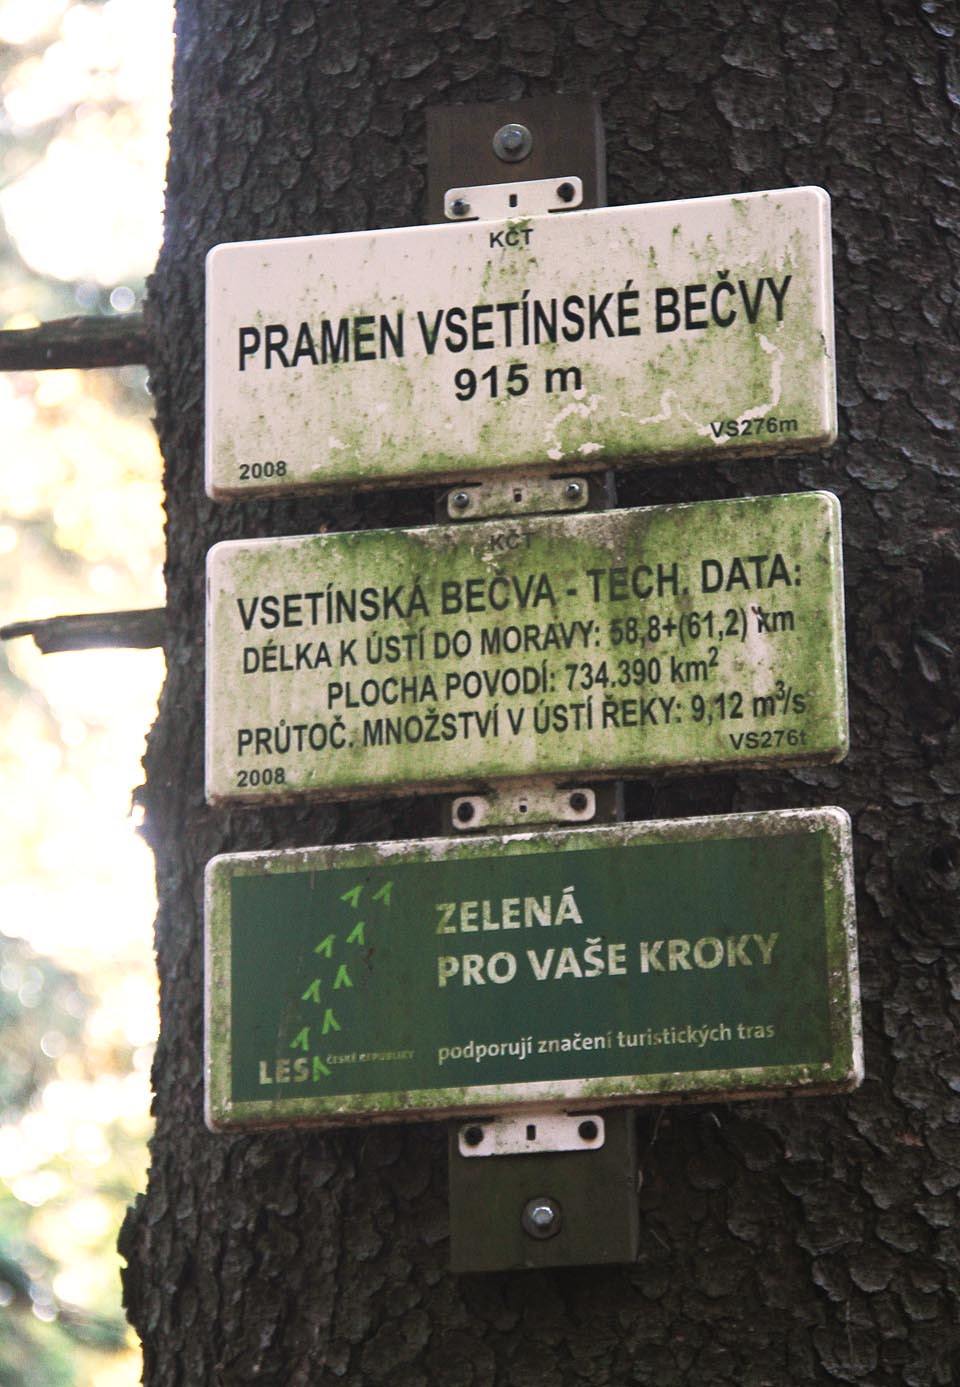 KČT
PRAMEN VSETÍNSKÉ BEČVY
915 m
VS276m
2008
KČT
VSETÍNSKÁ BEČVA - TECH. DATA:
DÉLKA K ÚSTÍ DO MORAVY: 58,8+(61,2) km
PLOCHA POVODÍ: 734.390 km²
PRŮTOČ. MNOŽSTVÍ V ÚSTÍ ŘEKY: 9,12 m³/s
VS276t
2008
ZELENÁ
PRO VAŠE KROKY
LESY ČESKÉ REPUBLIKY
podporují značení turistických tras